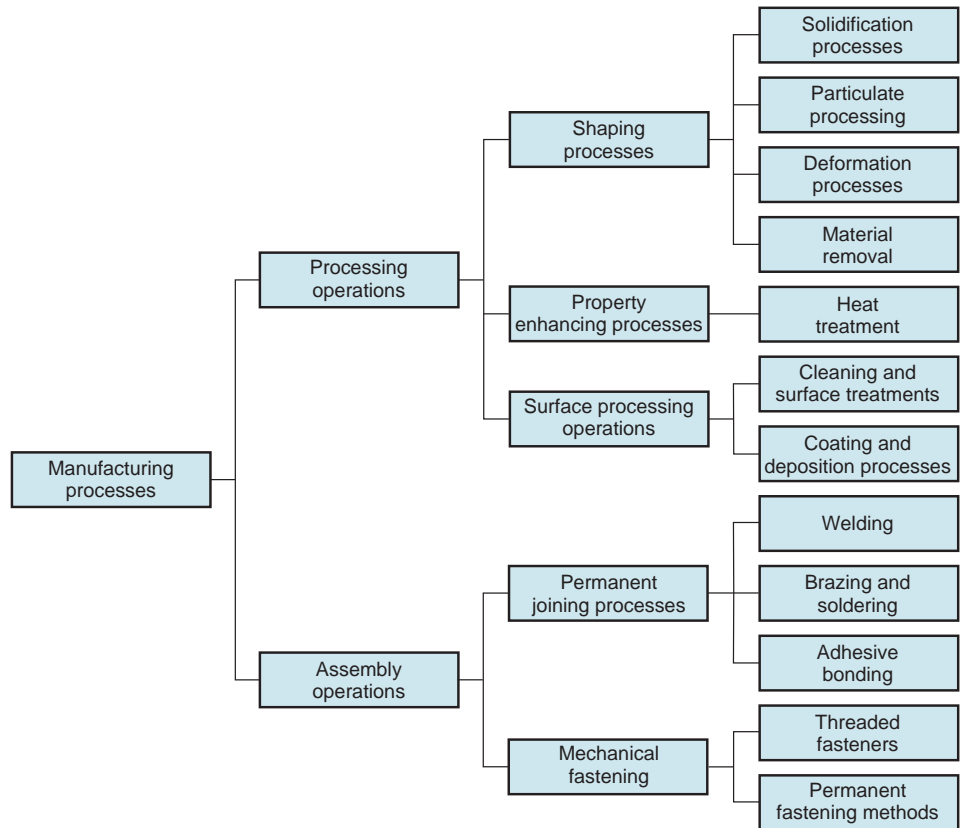 Solidification
processes
Particulate
processing
Shaping
processes
Deformation
processes
Material
removal
Processing
operations
Property
enhancing processes
Heat
treatment
Cleaning and
surface treatments
Surface processing
operations
Coating and
deposition processes
Manufacturing
processes
Welding
Permanent
joining processes
Brazing and
soldering
Assembly
operations
Adhesive
bonding
Threaded
fasteners
Mechanical
fastening
Permanent
fastening methods